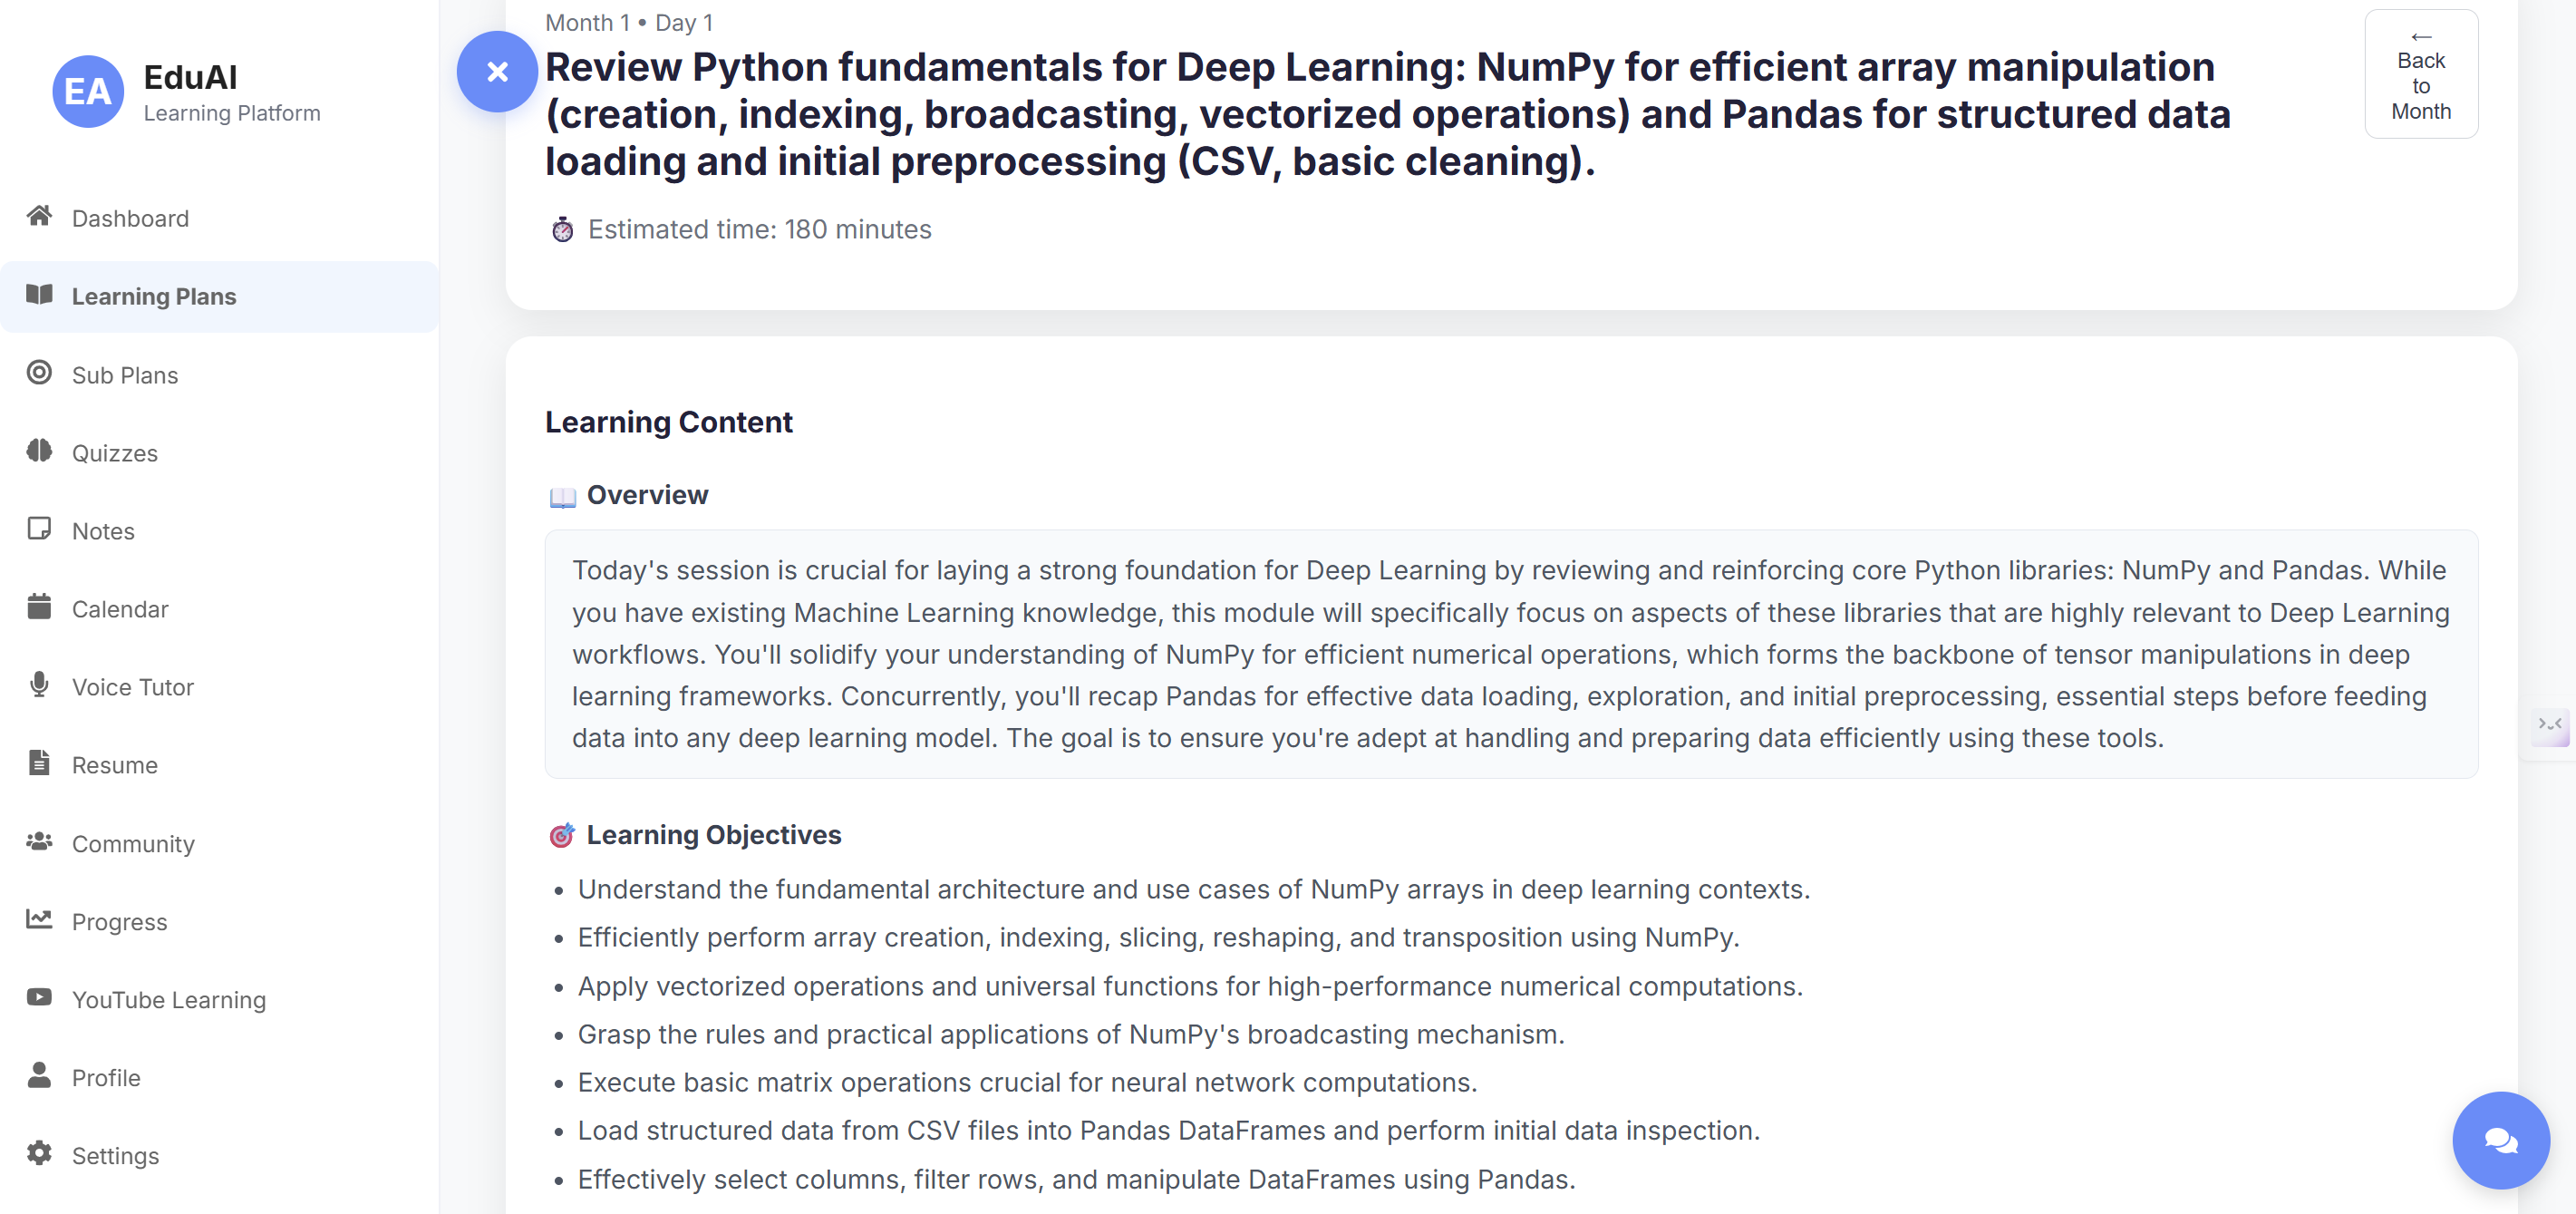 EA
EduAI
Learning Platform
Dashboard
Learning Plans
Sub Plans
Quizzes
Notes
Calendar
Voice Tutor
Resume
Community
Progress
YouTube Learning
Profile
Settings
Month 1 • Day 1
Review Python fundamentals for Deep Learning: NumPy for efficient array manipulation
(creation, indexing, broadcasting, vectorized operations) and Pandas for structured data
loading and initial preprocessing (CSV, basic cleaning).
Estimated time: 180 minutes
←
Back
to
Month
Learning Content
Overview
Today's session is crucial for laying a strong foundation for Deep Learning by reviewing and reinforcing core Python libraries: NumPy and Pandas. While
you have existing Machine Learning knowledge, this module will specifically focus on aspects of these libraries that are highly relevant to Deep Learning
workflows. You'll solidify your understanding of NumPy for efficient numerical operations, which forms the backbone of tensor manipulations in deep
learning frameworks. Concurrently, you'll recap Pandas for effective data loading, exploration, and initial preprocessing, essential steps before feeding
data into any deep learning model. The goal is to ensure you're adept at handling and preparing data efficiently using these tools.
Learning Objectives
• Understand the fundamental architecture and use cases of NumPy arrays in deep learning contexts.
• Efficiently perform array creation, indexing, slicing, reshaping, and transposition using NumPy.
• Apply vectorized operations and universal functions for high-performance numerical computations.
• Grasp the rules and practical applications of NumPy's broadcasting mechanism.
• Execute basic matrix operations crucial for neural network computations.
• Load structured data from CSV files into Pandas DataFrames and perform initial data inspection.
• Effectively select columns, filter rows, and manipulate DataFrames using Pandas.